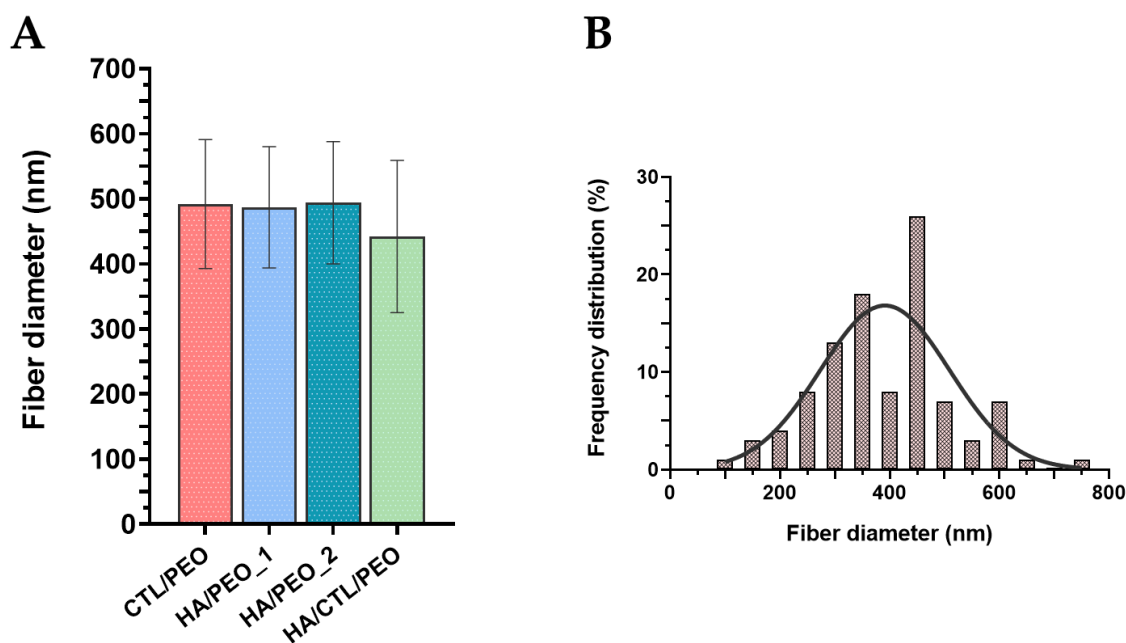 A
Fiber diameter (nm)
700
600
500
400
300
200
100
0
CTL/PEO
HA/PEO_1
HA/PEO_2
HA/CTL/PEO
B
Frequency distribution (%)
30
20
10
0
0 200 400 600 800
Fiber diameter (nm)